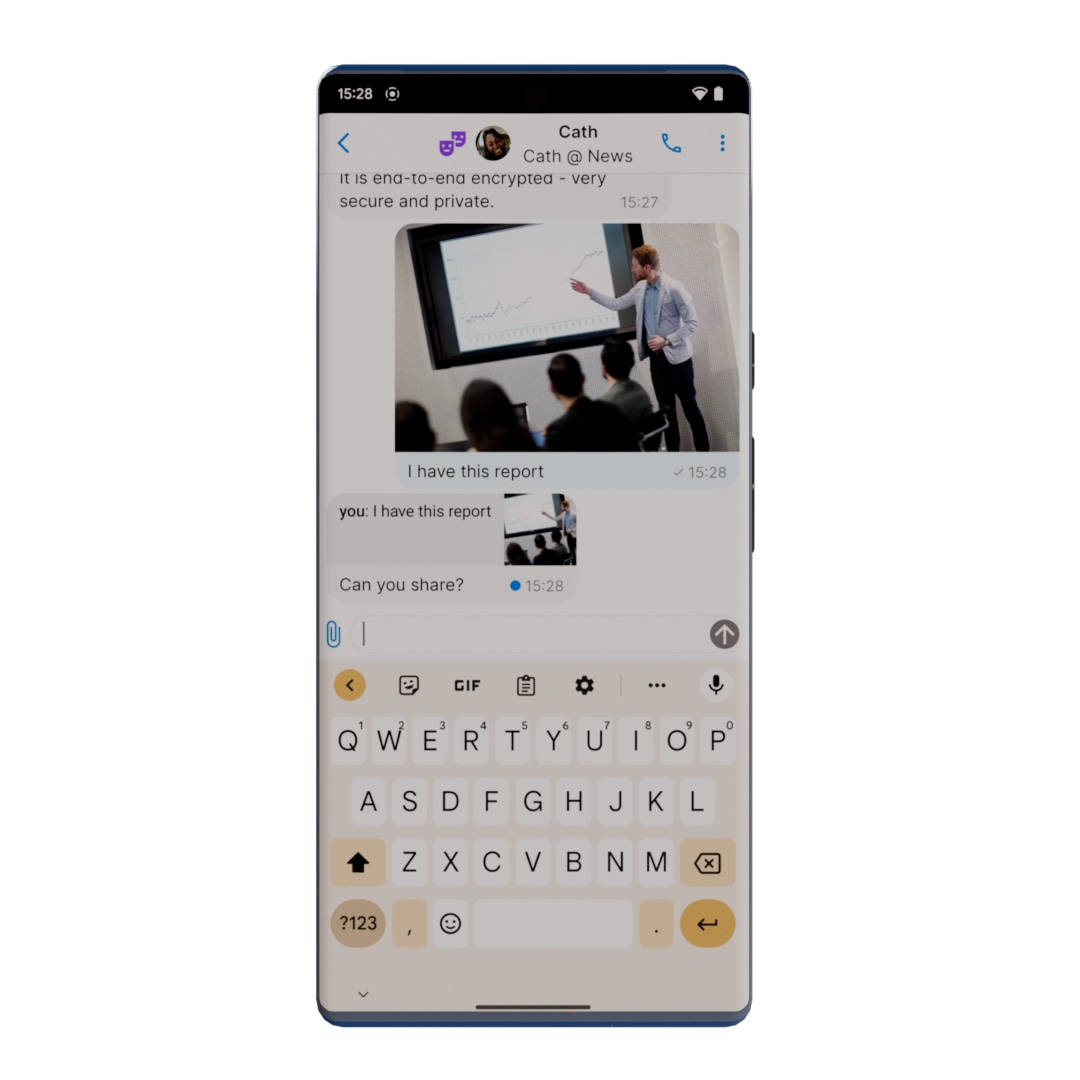 15:28
Cath
Cath @ News
It is end-to-end encrypted - very
secure and private.
15:27
I have this report
15:28
you: I have this report
Can you share?
15:28
GIF
Q1 W2 E3 R4 T5 Y6 U7 I8 O9 P0
A S D F G H J K L
Z X C V B N M
?123 , .